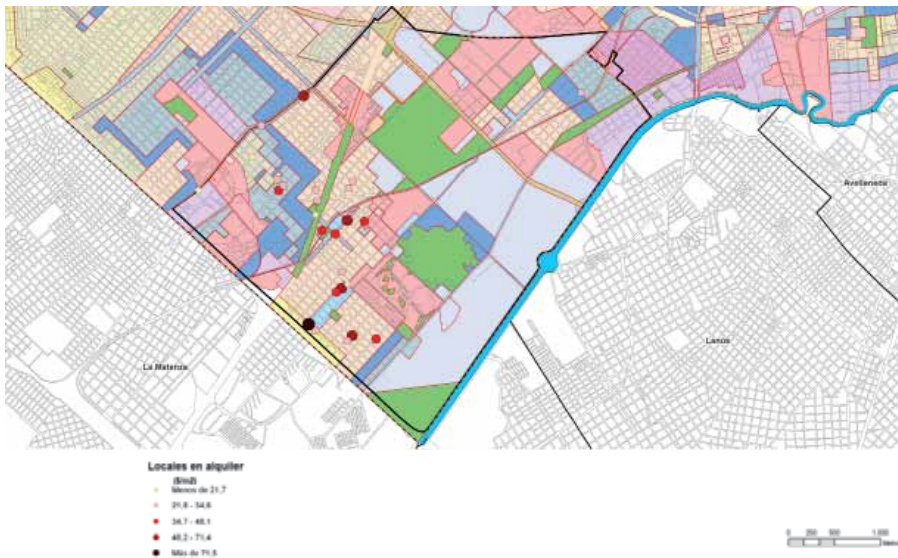 Avellaneda
Lanús
La Matanza
Locales en alquiler
($/m2)
Menos de 21,7
21,8 - 34,6
34,7 - 48,1
48,2 - 71,4
Más de 71,5
0 250 500 1.000